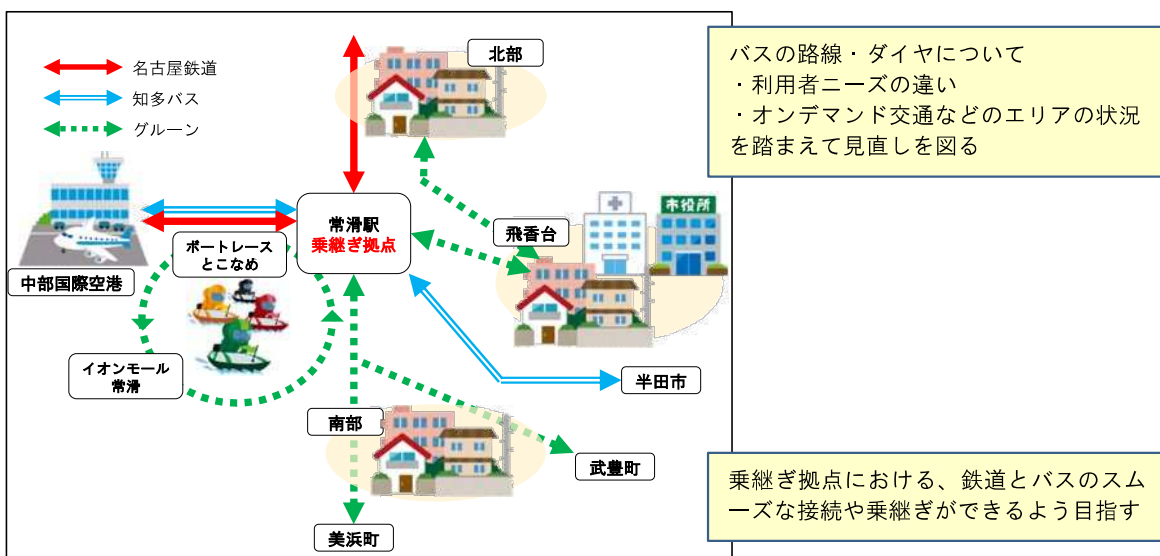 名古屋鉄道
知多バス
グルーン
北部
常滑駅
乗継ぎ拠点
中部国際空港
ボートレース
とこなめ
イオンモール
常滑
飛香台
市役所
半田市
南部
武豊町
美浜町
バスの路線・ダイヤについて
・利用者ニーズの違い
・オンデマンド交通などのエリアの状況
を踏まえて見直しを図る
乗継ぎ拠点における、鉄道とバスのスム
ーズな接続や乗継ぎができるよう目指す